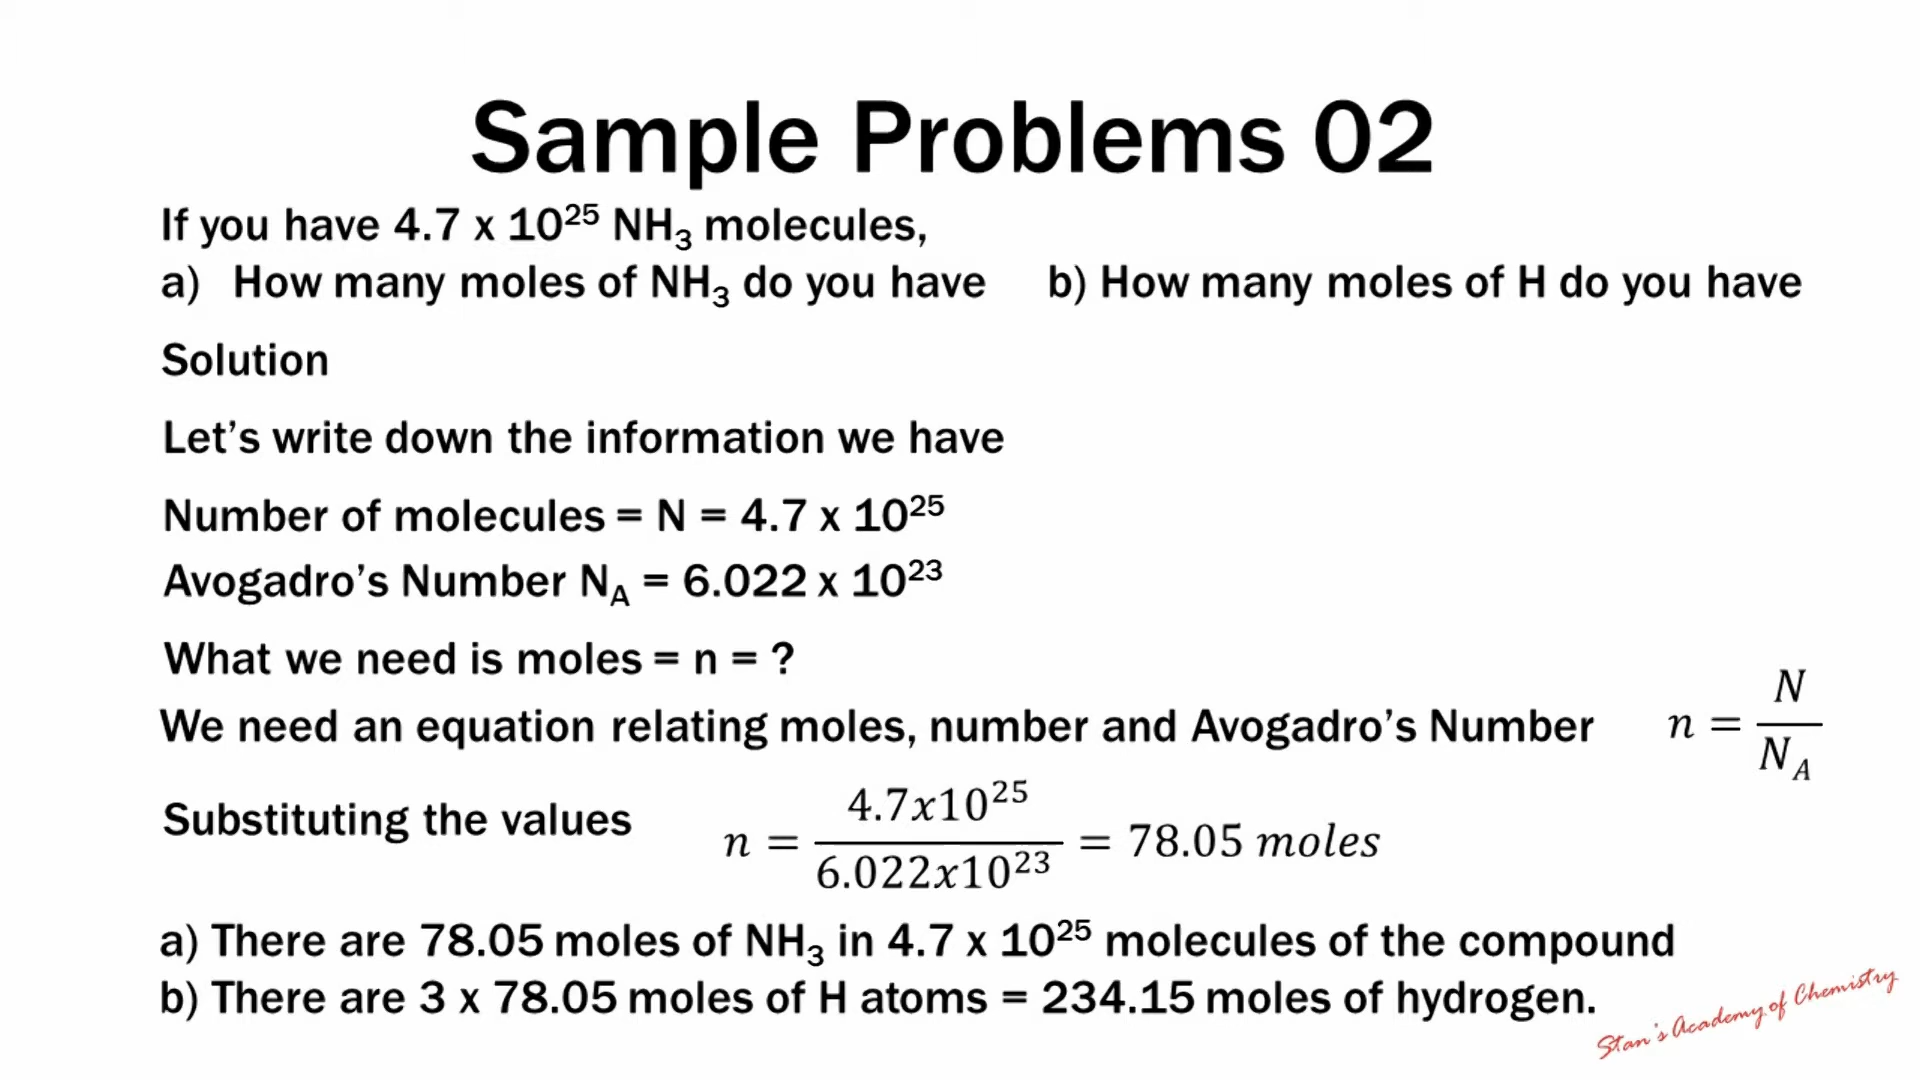 Sample Problems 02
If you have 4.7 x 10²⁵ NH₃ molecules,
a) How many moles of NH₃ do you have b) How many moles of H do you have
Solution
Let’s write down the information we have
Number of molecules = N = 4.7 x 10²⁵
Avogadro’s Number N_A = 6.022 x 10²³
What we need is moles = n = ?
We need an equation relating moles, number and Avogadro’s Number n = N / N_A
Substituting the values n = 4.7x10²⁵ / 6.022x10²³ = 78.05 moles
a) There are 78.05 moles of NH₃ in 4.7 x 10²⁵ molecules of the compound
b) There are 3 x 78.05 moles of H atoms = 234.15 moles of hydrogen.
Stan's Academy of Chemistry